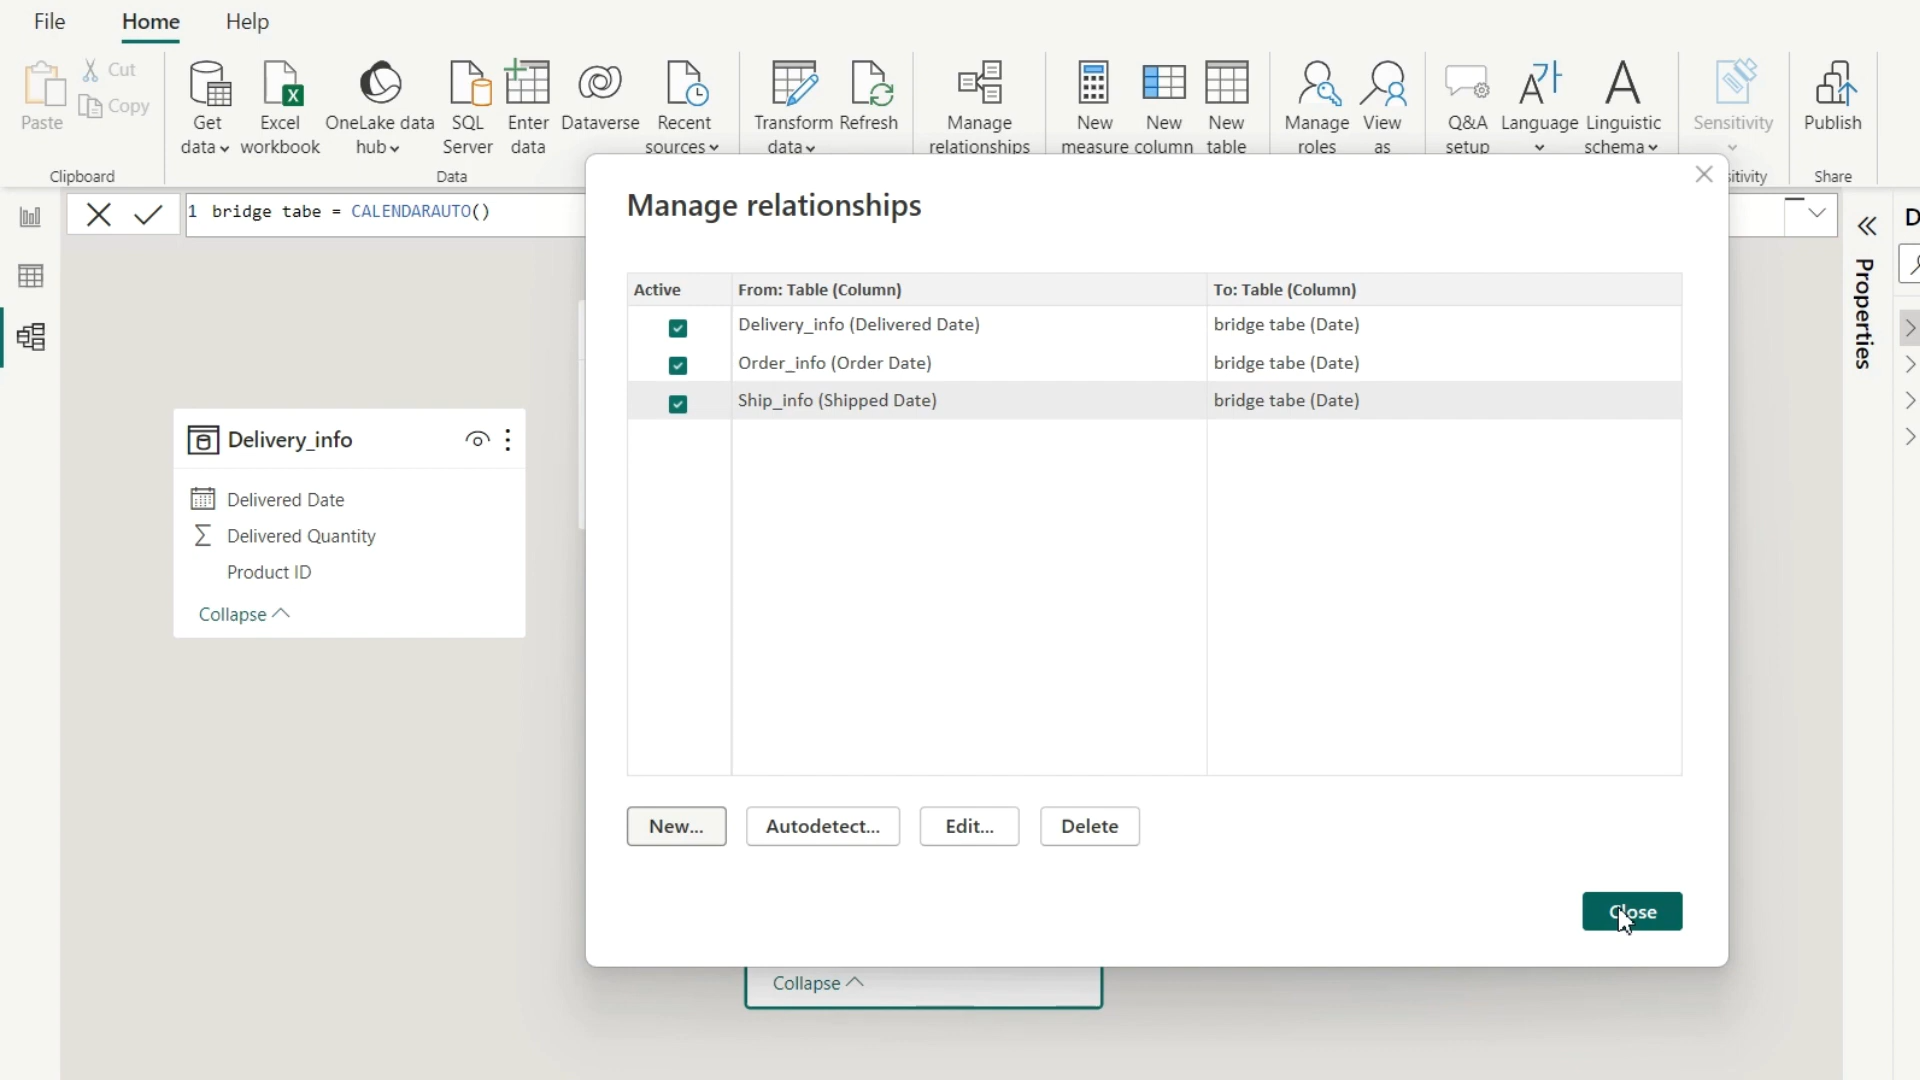 File Home Help
Paste
Cut
Copy
Clipboard
Get data
Excel workbook
OneLake data hub
SQL Server
Enter data
Dataverse
Recent sources
Data
Transform data
Refresh
Manage relationships
New measure
New column
New table
Manage roles
View as
Q&A setup
Language
Linguistic schema
Sensitivity
itivity
Publish
Share
1 bridge tabe = CALENDARAUTO()
Properties
D
Delivery_info
Delivered Date
Delivered Quantity
Product ID
Collapse
Manage relationships
Active From: Table (Column) To: Table (Column)
Delivery_info (Delivered Date) bridge tabe (Date)
Order_info (Order Date) bridge tabe (Date)
Ship_info (Shipped Date) bridge tabe (Date)
New... Autodetect... Edit... Delete
Close
Collapse